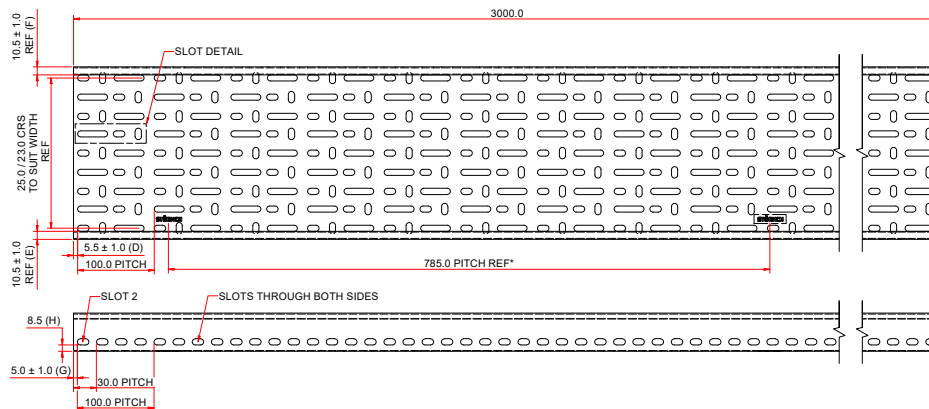 3000.0
10.5 ± 1.0
REF (F)
SLOT DETAIL
25.0 / 23.0 CRS
TO SUIT WIDTH
REF
10.5 ± 1.0
REF (E)
5.5 ± 1.0 (D)
100.0 PITCH
785.0 PITCH REF*
SLOT 2
SLOTS THROUGH BOTH SIDES
8.5 (H)
5.0 ± 1.0 (G)
30.0 PITCH
100.0 PITCH